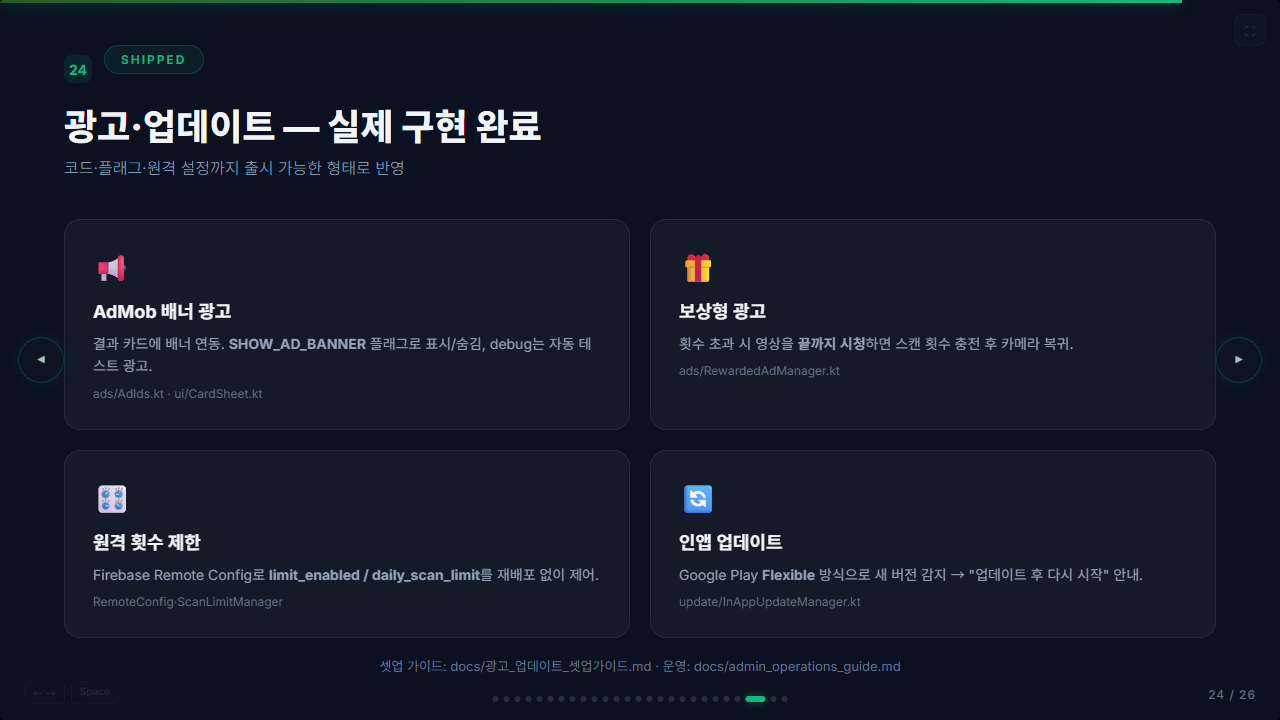 24
SHIPPED
광고·업데이트 — 실제 구현 완료
코드·플래그·원격 설정까지 출시 가능한 형태로 반영
AdMob 배너 광고
결과 카드에 배너 연동. SHOW_AD_BANNER 플래그로 표시/숨김, debug는 자동 테
스트 광고.
ads/AdIds.kt · ui/CardSheet.kt
보상형 광고
횟수 초과 시 영상을 끝까지 시청하면 스캔 횟수 충전 후 카메라 복귀.
ads/RewardedAdManager.kt
원격 횟수 제한
Firebase Remote Config로 limit_enabled / daily_scan_limit를 재배포 없이 제어.
RemoteConfig·ScanLimitManager
인앱 업데이트
Google Play Flexible 방식으로 새 버전 감지 → "업데이트 후 다시 시작" 안내.
update/InAppUpdateManager.kt
셋업 가이드: docs/광고_업데이트_셋업가이드.md · 운영: docs/admin_operations_guide.md
← → Space
24 / 26